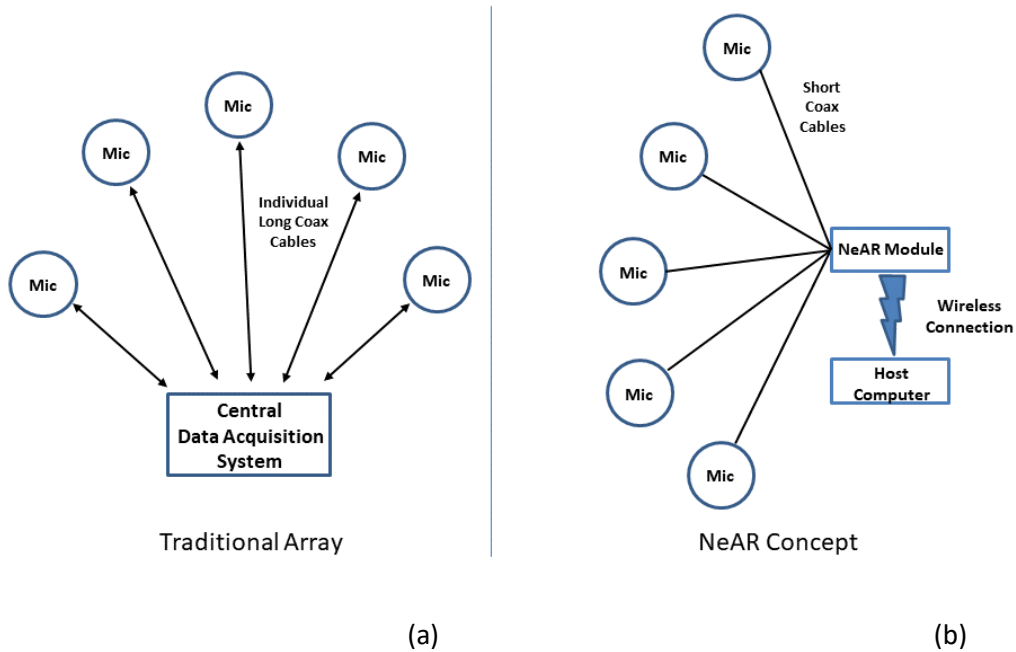 Mic
Mic
Mic
Mic
Mic
Individual
Long Coax
Cables
Central
Data Acquisition
System
Traditional Array
(a)
Mic
Short
Coax
Cables
Mic
Mic
Mic
Mic
NeAR Module
Wireless
Connection
Host
Computer
NeAR Concept
(b)